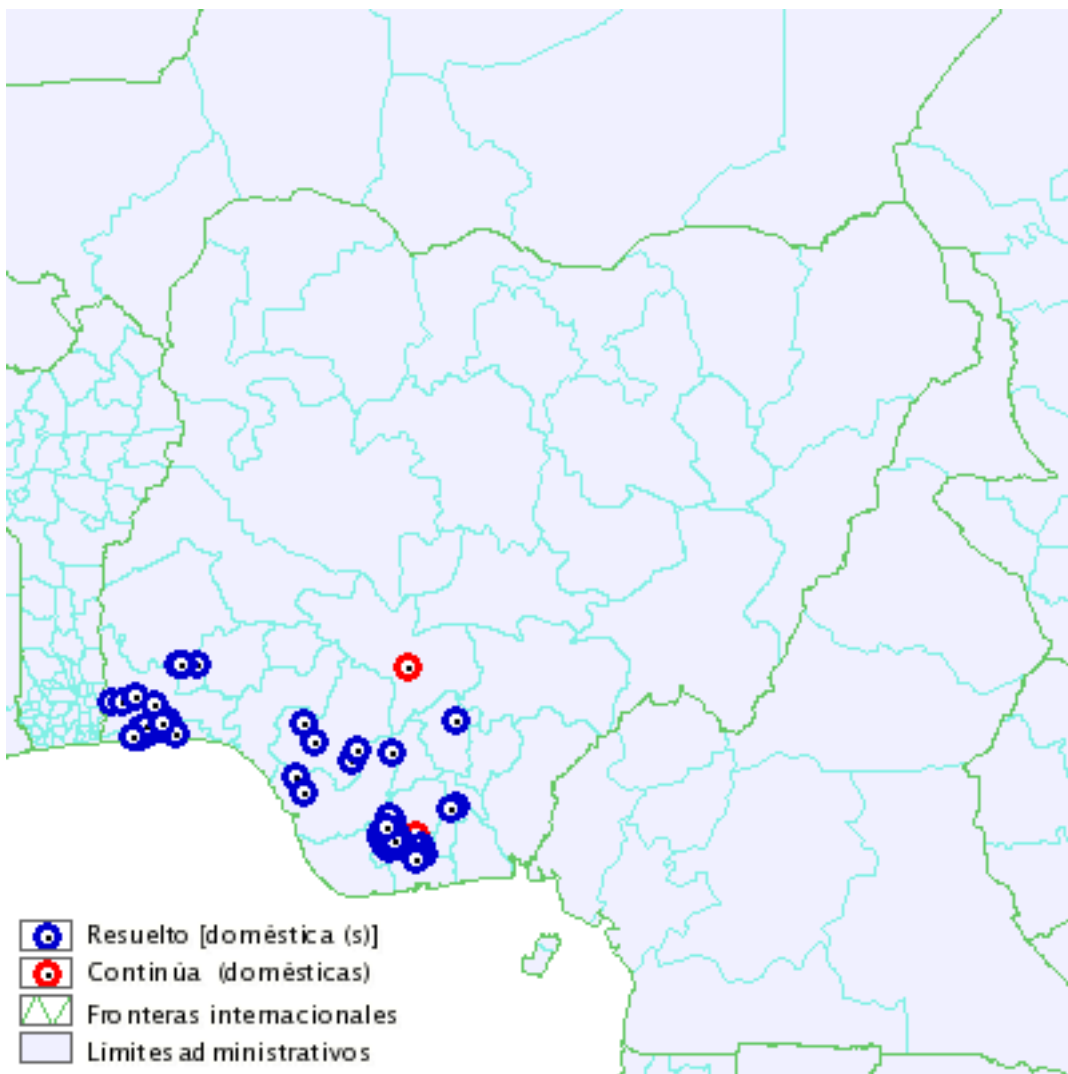 Resuelto [doméstica (s)]
Continúa (domésticas)
Fronteras internacionales
Límites administrativos